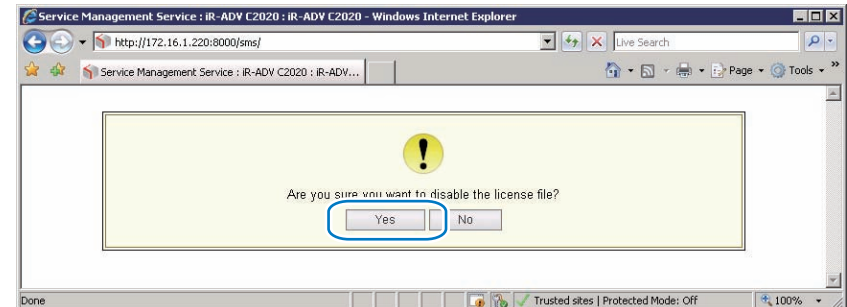 Service Management Service : iR-ADV C2020 : iR-ADV C2020 - Windows Internet Explorer
http://172.16.1.220:8000/sms/
Live Search
Service Management Service : iR-ADV C2020 : iR-ADV...
Page
Tools
»
Are you sure you want to disable the license file?
Yes No
Done
Trusted sites | Protected Mode: Off
100%